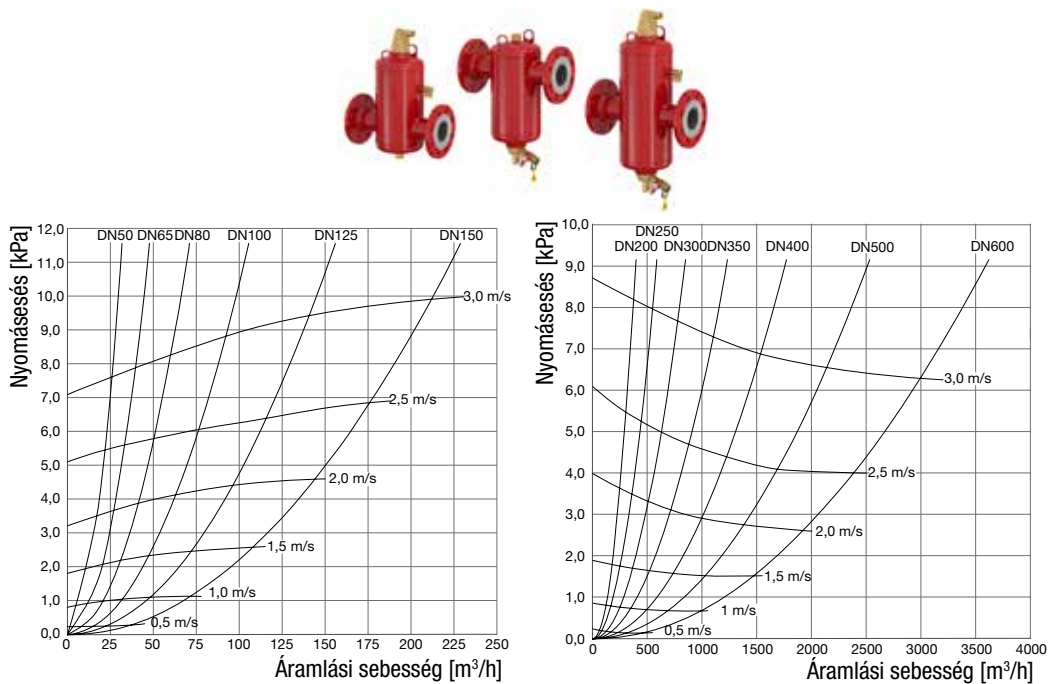 Nyomásesés [kPa]
12,0
11,0
10,0
9,0
8,0
7,0
6,0
5,0
4,0
3,0
2,0
1,0
0,0
DN50 DN65 DN80 DN100 DN125 DN150
3,0 m/s
2,5 m/s
2,0 m/s
1,5 m/s
1,0 m/s
0,5 m/s
0 25 50 75 100 125 150 175 200 225 250
Áramlási sebesség [m³/h]
Nyomásesés [kPa]
10,0
9,0
8,0
7,0
6,0
5,0
4,0
3,0
2,0
1,0
0,0
DN250
DN200 DN300 DN350 DN400 DN500 DN600
3,0 m/s
2,5 m/s
2,0 m/s
1,5 m/s
1 m/s
0,5 m/s
0 500 1000 1500 2000 2500 3000 3500 4000
Áramlási sebesség [m³/h]